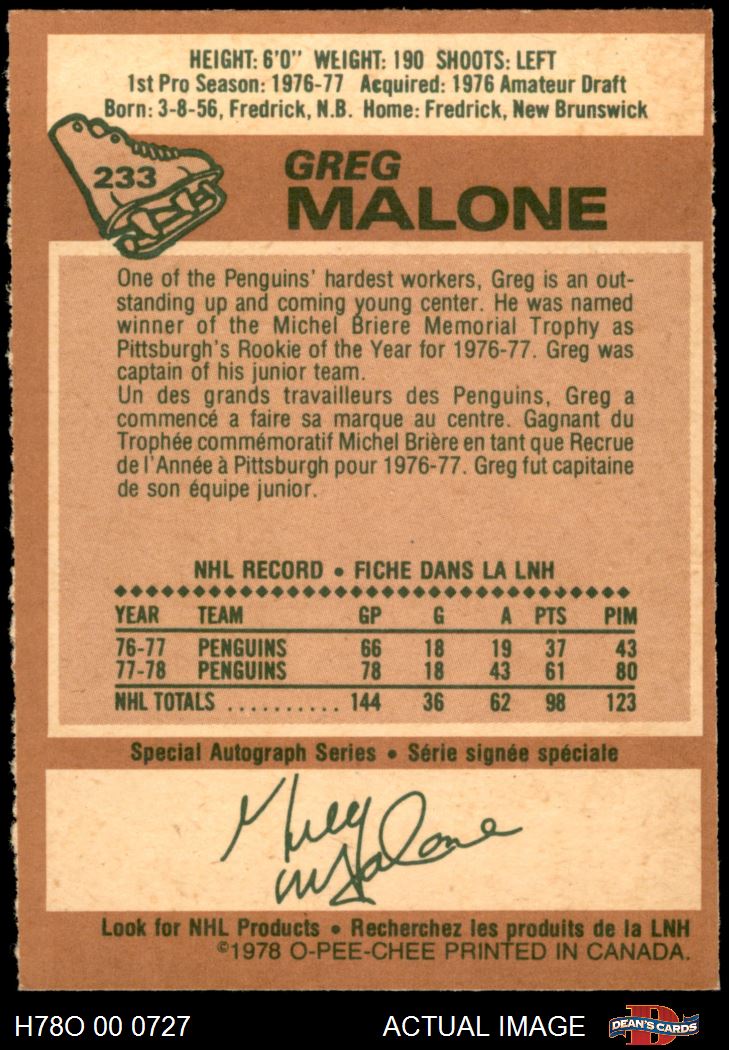 HEIGHT: 6'0" WEIGHT: 190 SHOOTS: LEFT
1st Pro Season: 1976-77 Acquired: 1976 Amateur Draft
Born: 3-8-56, Fredrick, N.B. Home: Fredrick, New Brunswick
233
GREG
MALONE
One of the Penguins' hardest workers, Greg is an out-
standing up and coming young center. He was named
winner of the Michel Briere Memorial Trophy as
Pittsburgh's Rookie of the Year for 1976-77. Greg was
captain of his junior team.
Un des grands travailleurs des Penguins, Greg a
commencé a faire sa marque au centre. Gagnant du
Trophée commémoratif Michel Brière en tant que Recrue
de l'Année à Pittsburgh pour 1976-77. Greg fut capitaine
de son équipe junior.
NHL RECORD • FICHE DANS LA LNH
YEAR TEAM GP G A PTS PIM
76-77 PENGUINS 66 18 19 37 43
77-78 PENGUINS 78 18 43 61 80
NHL TOTALS .......... 144 36 62 98 123
Special Autograph Series • Série signée spéciale
Greg
Malone
Look for NHL Products • Recherchez les produits de la LNH
©1978 O-PEE-CHEE PRINTED IN CANADA.
H78O 00 0727 ACTUAL IMAGE D DEAN'S CARDS